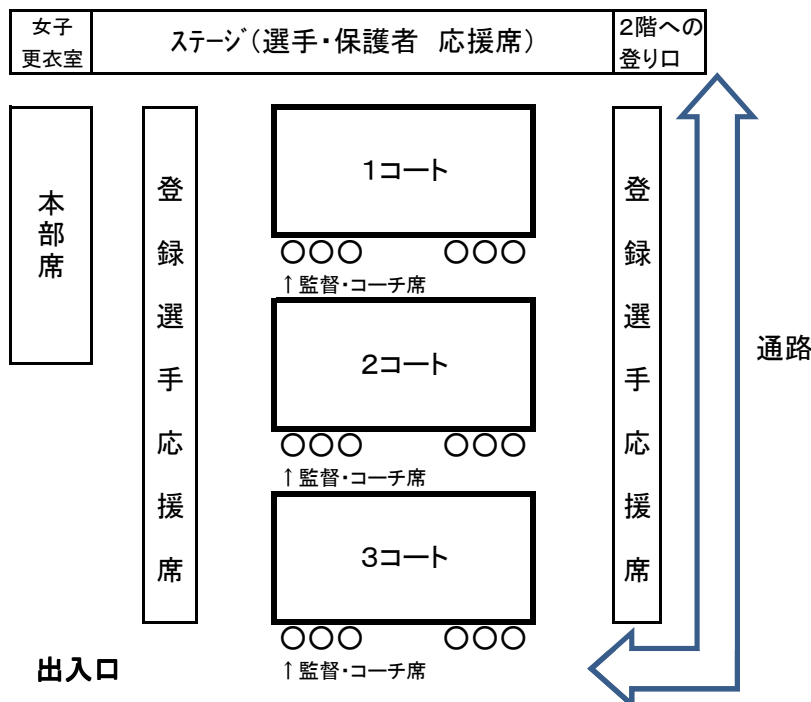 女子
更衣室
ステージ(選手・保護者 応援席)
2階への
登り口
本部席
登録選手応援席
1コート
○○○ ○○○
↑監督・コーチ席
2コート
○○○ ○○○
↑監督・コーチ席
3コート
○○○ ○○○
↑監督・コーチ席
登録選手応援席
通路
出入口